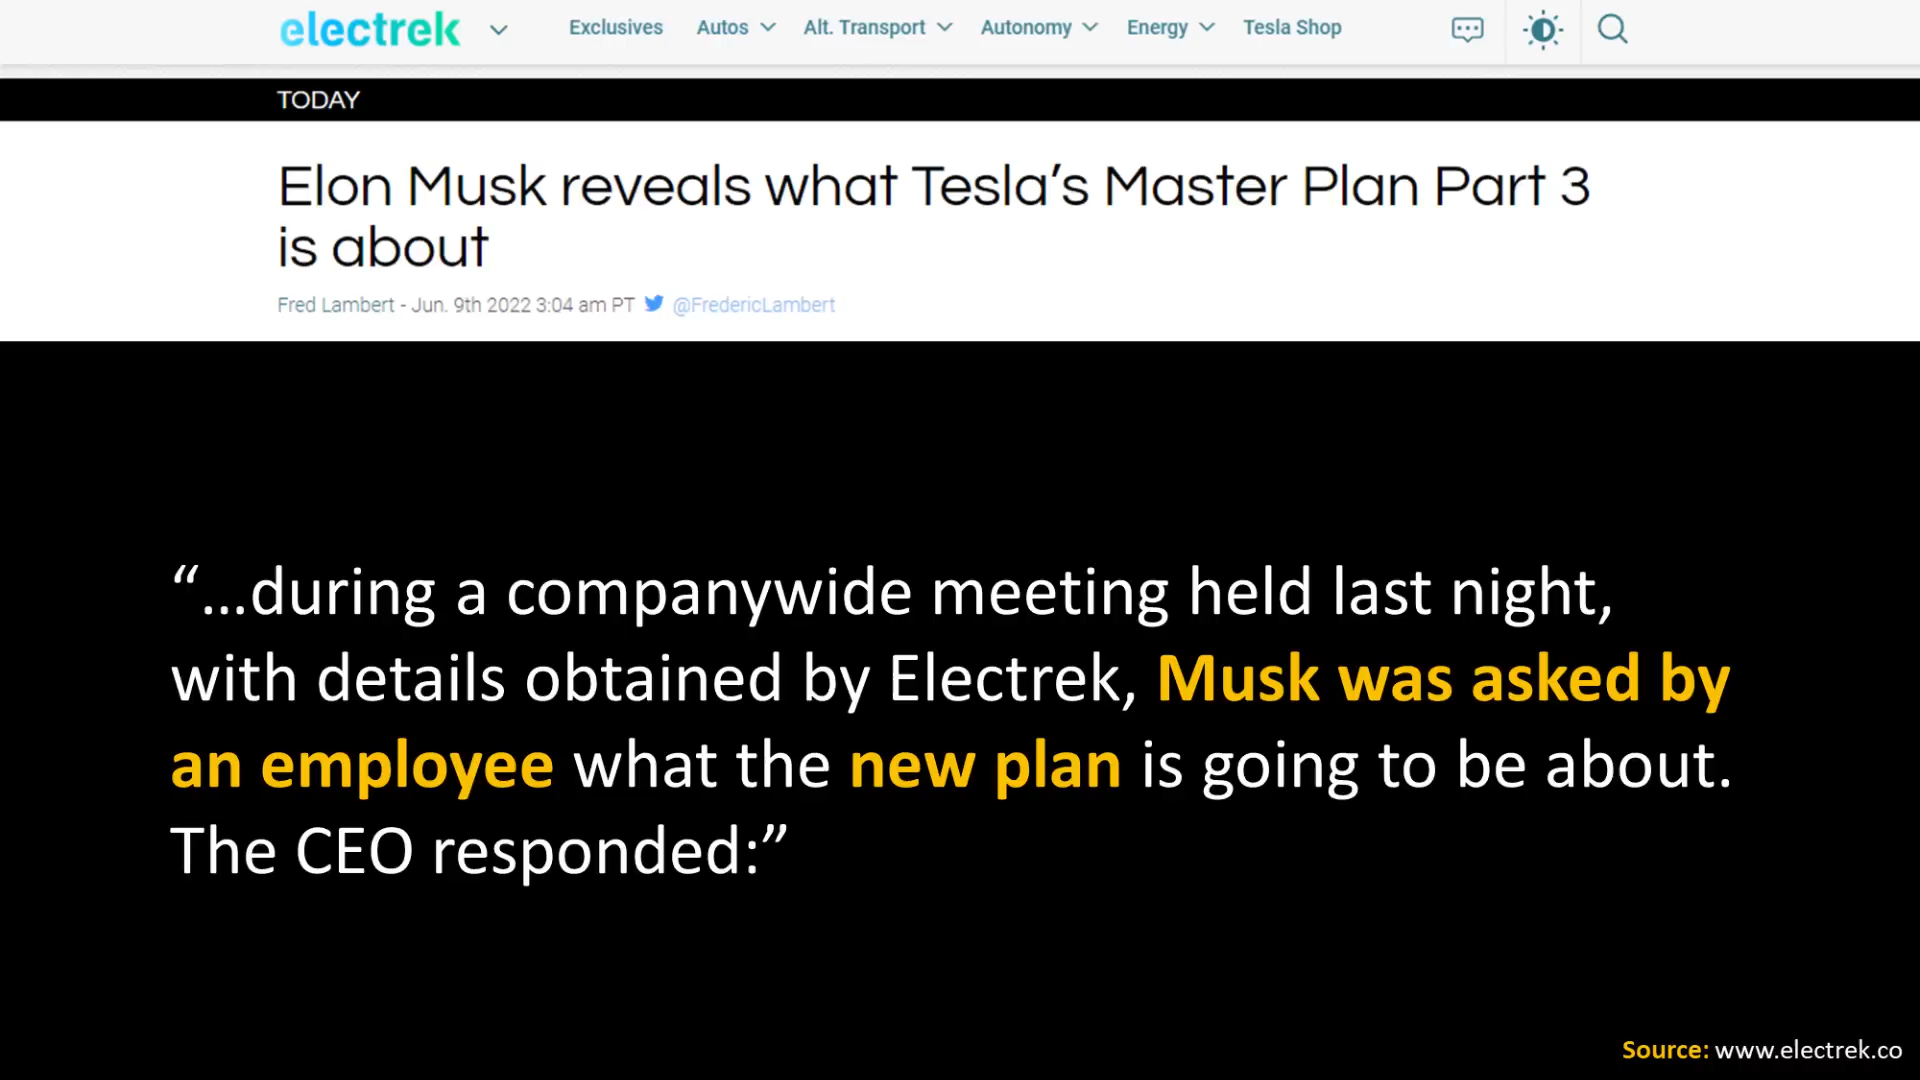 electrek Exclusives Autos Alt. Transport Autonomy Energy Tesla Shop
TODAY
Elon Musk reveals what Tesla’s Master Plan Part 3
is about
Fred Lambert - Jun. 9th 2022 3:04 am PT @FredericLambert
“...during a companywide meeting held last night,
with details obtained by Electrek, Musk was asked by
an employee what the new plan is going to be about.
The CEO responded:”
Source: www.electrek.co